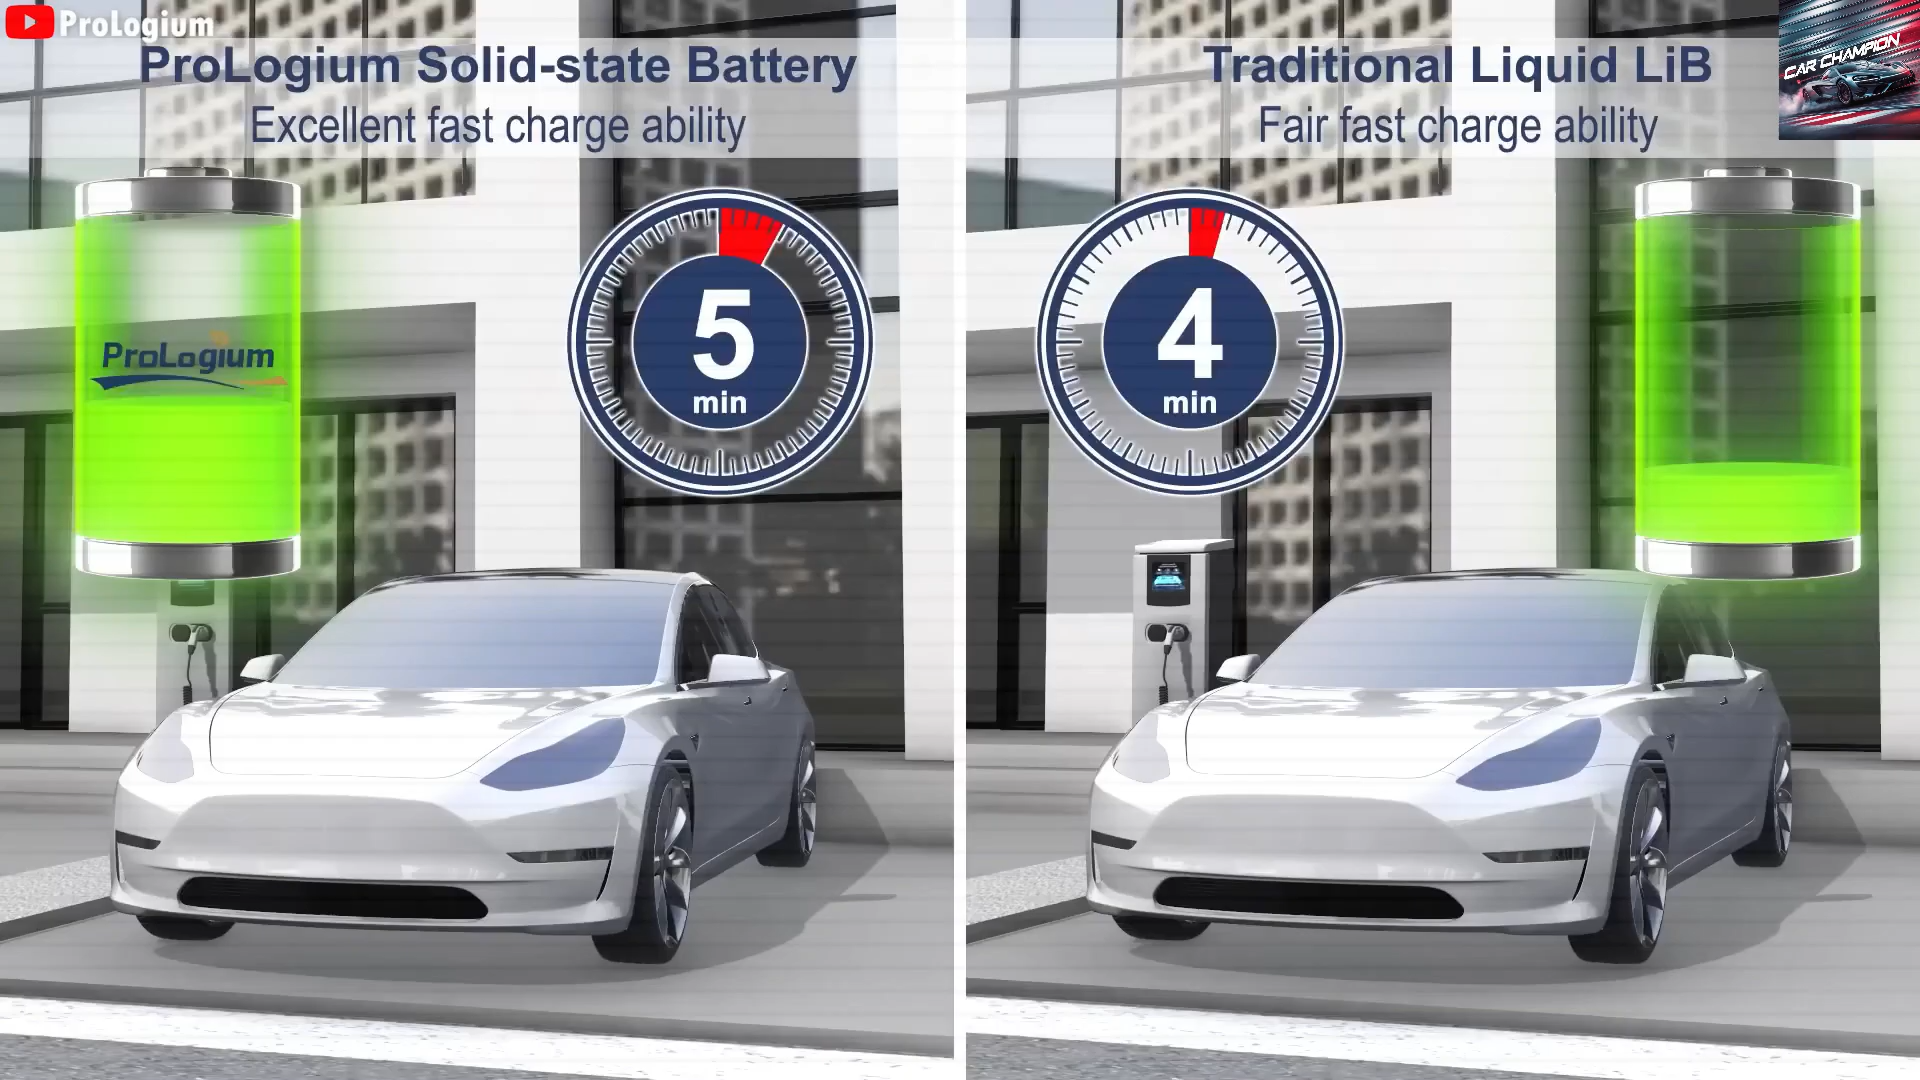 ProLogium
ProLogium Solid-state Battery
Excellent fast charge ability
ProLogium
5
min
Traditional Liquid LiB
Fair fast charge ability
CAR CHAMPION
4
min